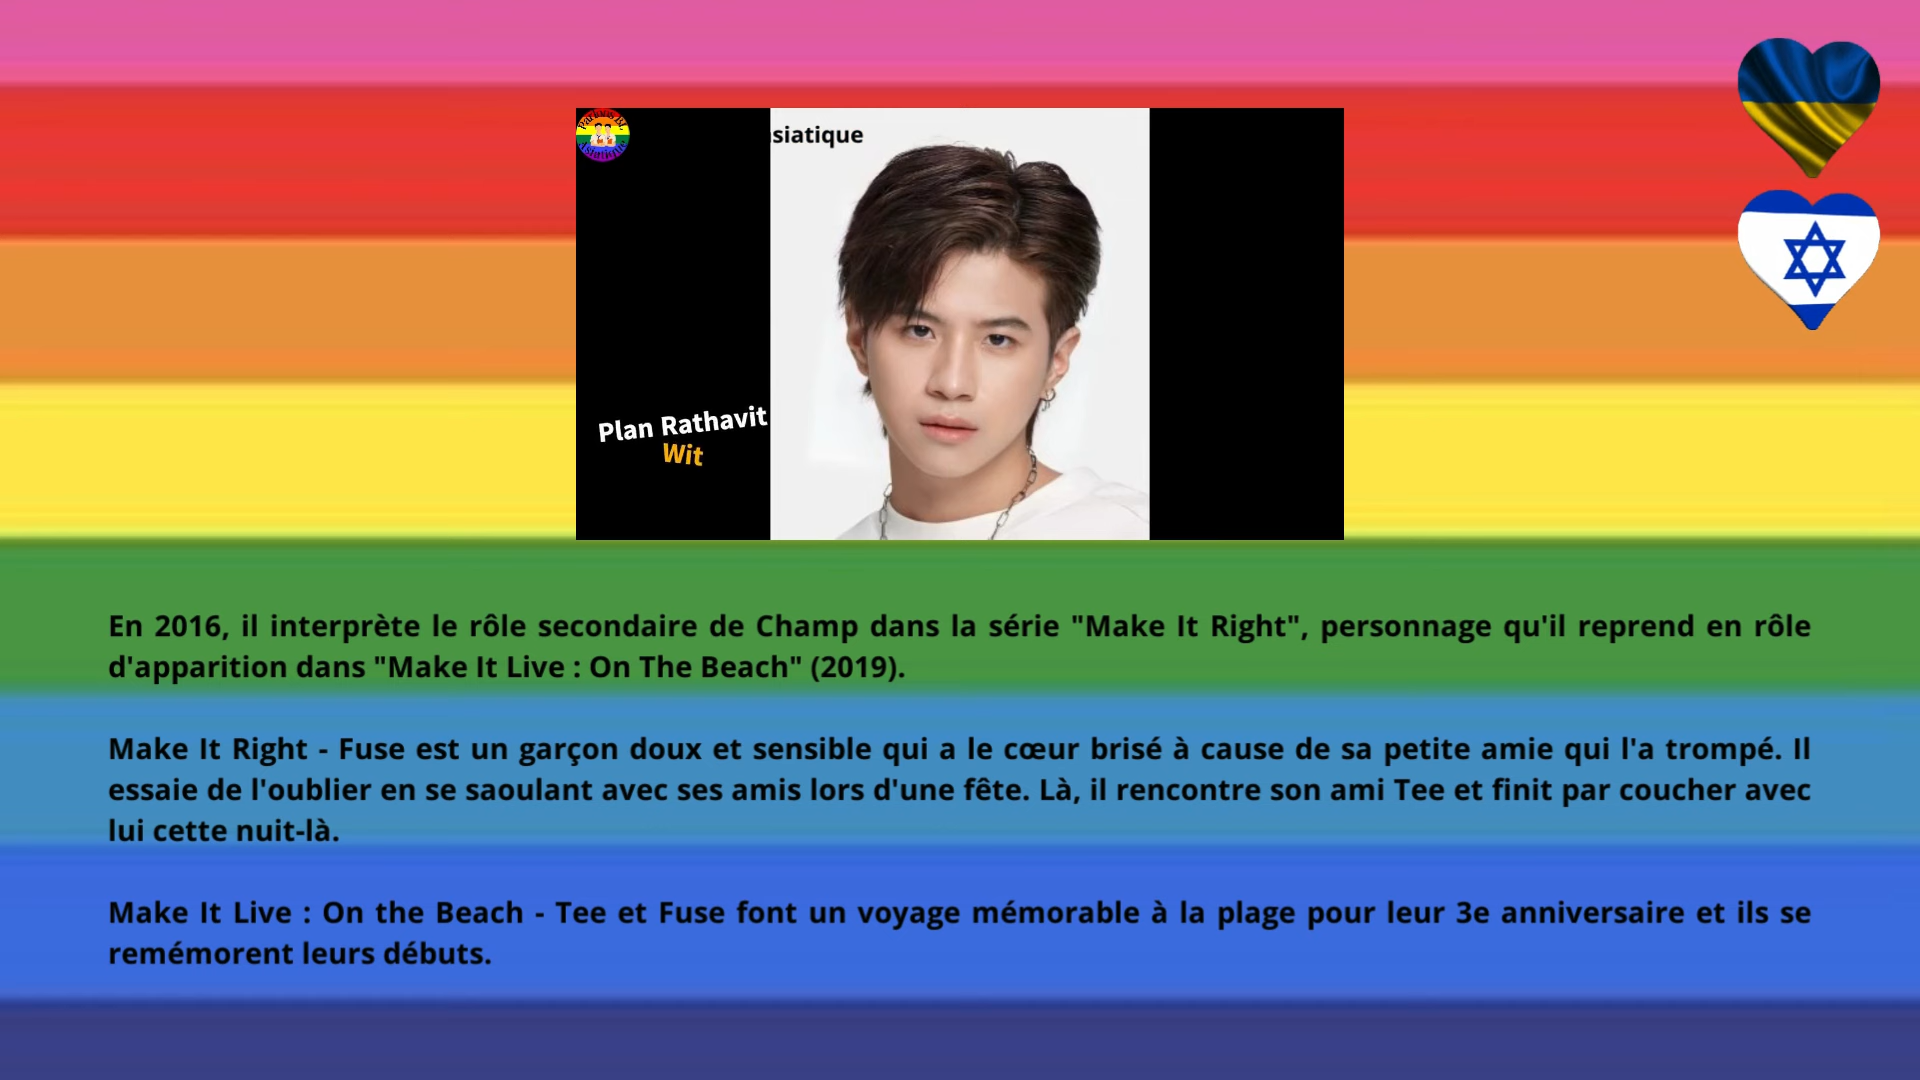 Parlons BL
Asiatique
siatique
Plan Rathavit
Wit
En 2016, il interprète le rôle secondaire de Champ dans la série "Make It Right", personnage qu'il reprend en rôle
d'apparition dans "Make It Live : On The Beach" (2019).
Make It Right - Fuse est un garçon doux et sensible qui a le cœur brisé à cause de sa petite amie qui l'a trompé. Il
essaie de l'oublier en se saoulant avec ses amis lors d'une fête. Là, il rencontre son ami Tee et finit par coucher avec
lui cette nuit-là.
Make It Live : On the Beach - Tee et Fuse font un voyage mémorable à la plage pour leur 3e anniversaire et ils se
remémorent leurs débuts.